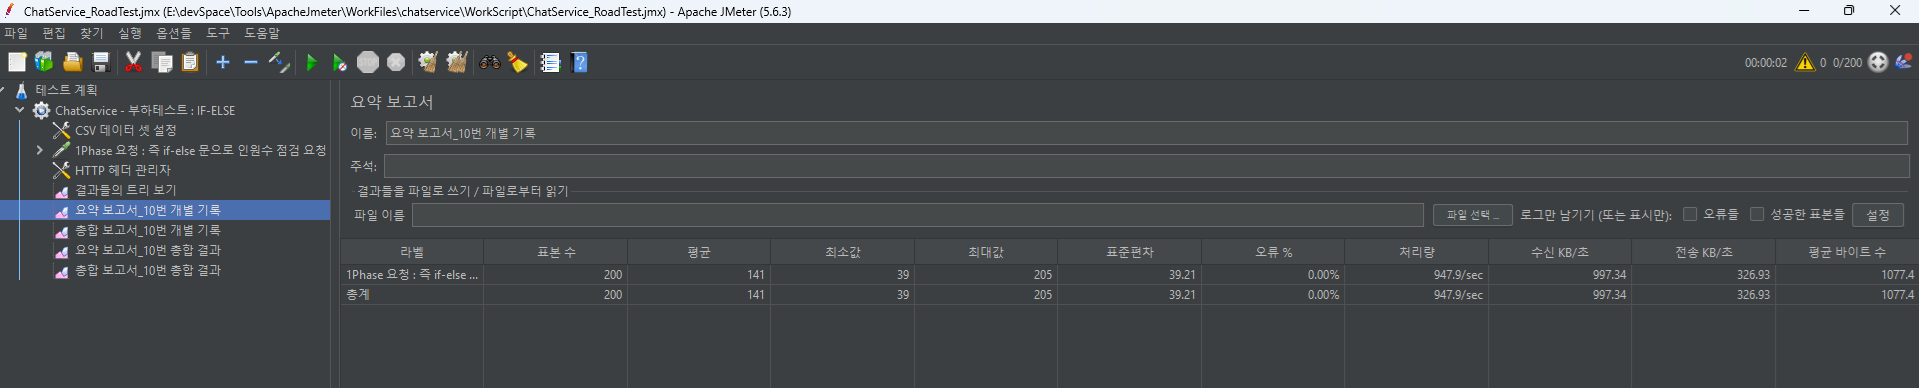 ChatService_RoadTest.jmx (E:\devSpace\Tools\ApacheJmeter\WorkFiles\chatservice\WorkScript\ChatService_RoadTest.jmx) - Apache JMeter (5.6.3)
파일 편집 찾기 실행 옵션들 도구 도움말
00:00:02 0 0/200
테스트 계획
ChatService - 부하테스트 : IF-ELSE
CSV 데이터 셋 설정
1Phase 요청 : 즉 if-else 문으로 인원수 점검 요청
HTTP 헤더 관리자
결과들의 트리 보기
요약 보고서_10번 개별 기록
총합 보고서_10번 개별 기록
요약 보고서_10번 총합 결과
총합 보고서_10번 총합 결과
요약 보고서
이름: 요약 보고서_10번 개별 기록
주석:
결과들을 파일로 쓰기 / 파일로부터 읽기
파일 이름 파일 선택... 로그만 남기기 (또는 표시만): 오류들 성공한 표본들 설정
라벨 표본 수 평균 최소값 최대값 표준편차 오류 % 처리량 수신 KB/초 전송 KB/초 평균 바이트 수
1Phase 요청 : 즉 if-else ... 200 141 39 205 39.21 0.00% 947.9/sec 997.34 326.93 1077.4
총계 200 141 39 205 39.21 0.00% 947.9/sec 997.34 326.93 1077.4